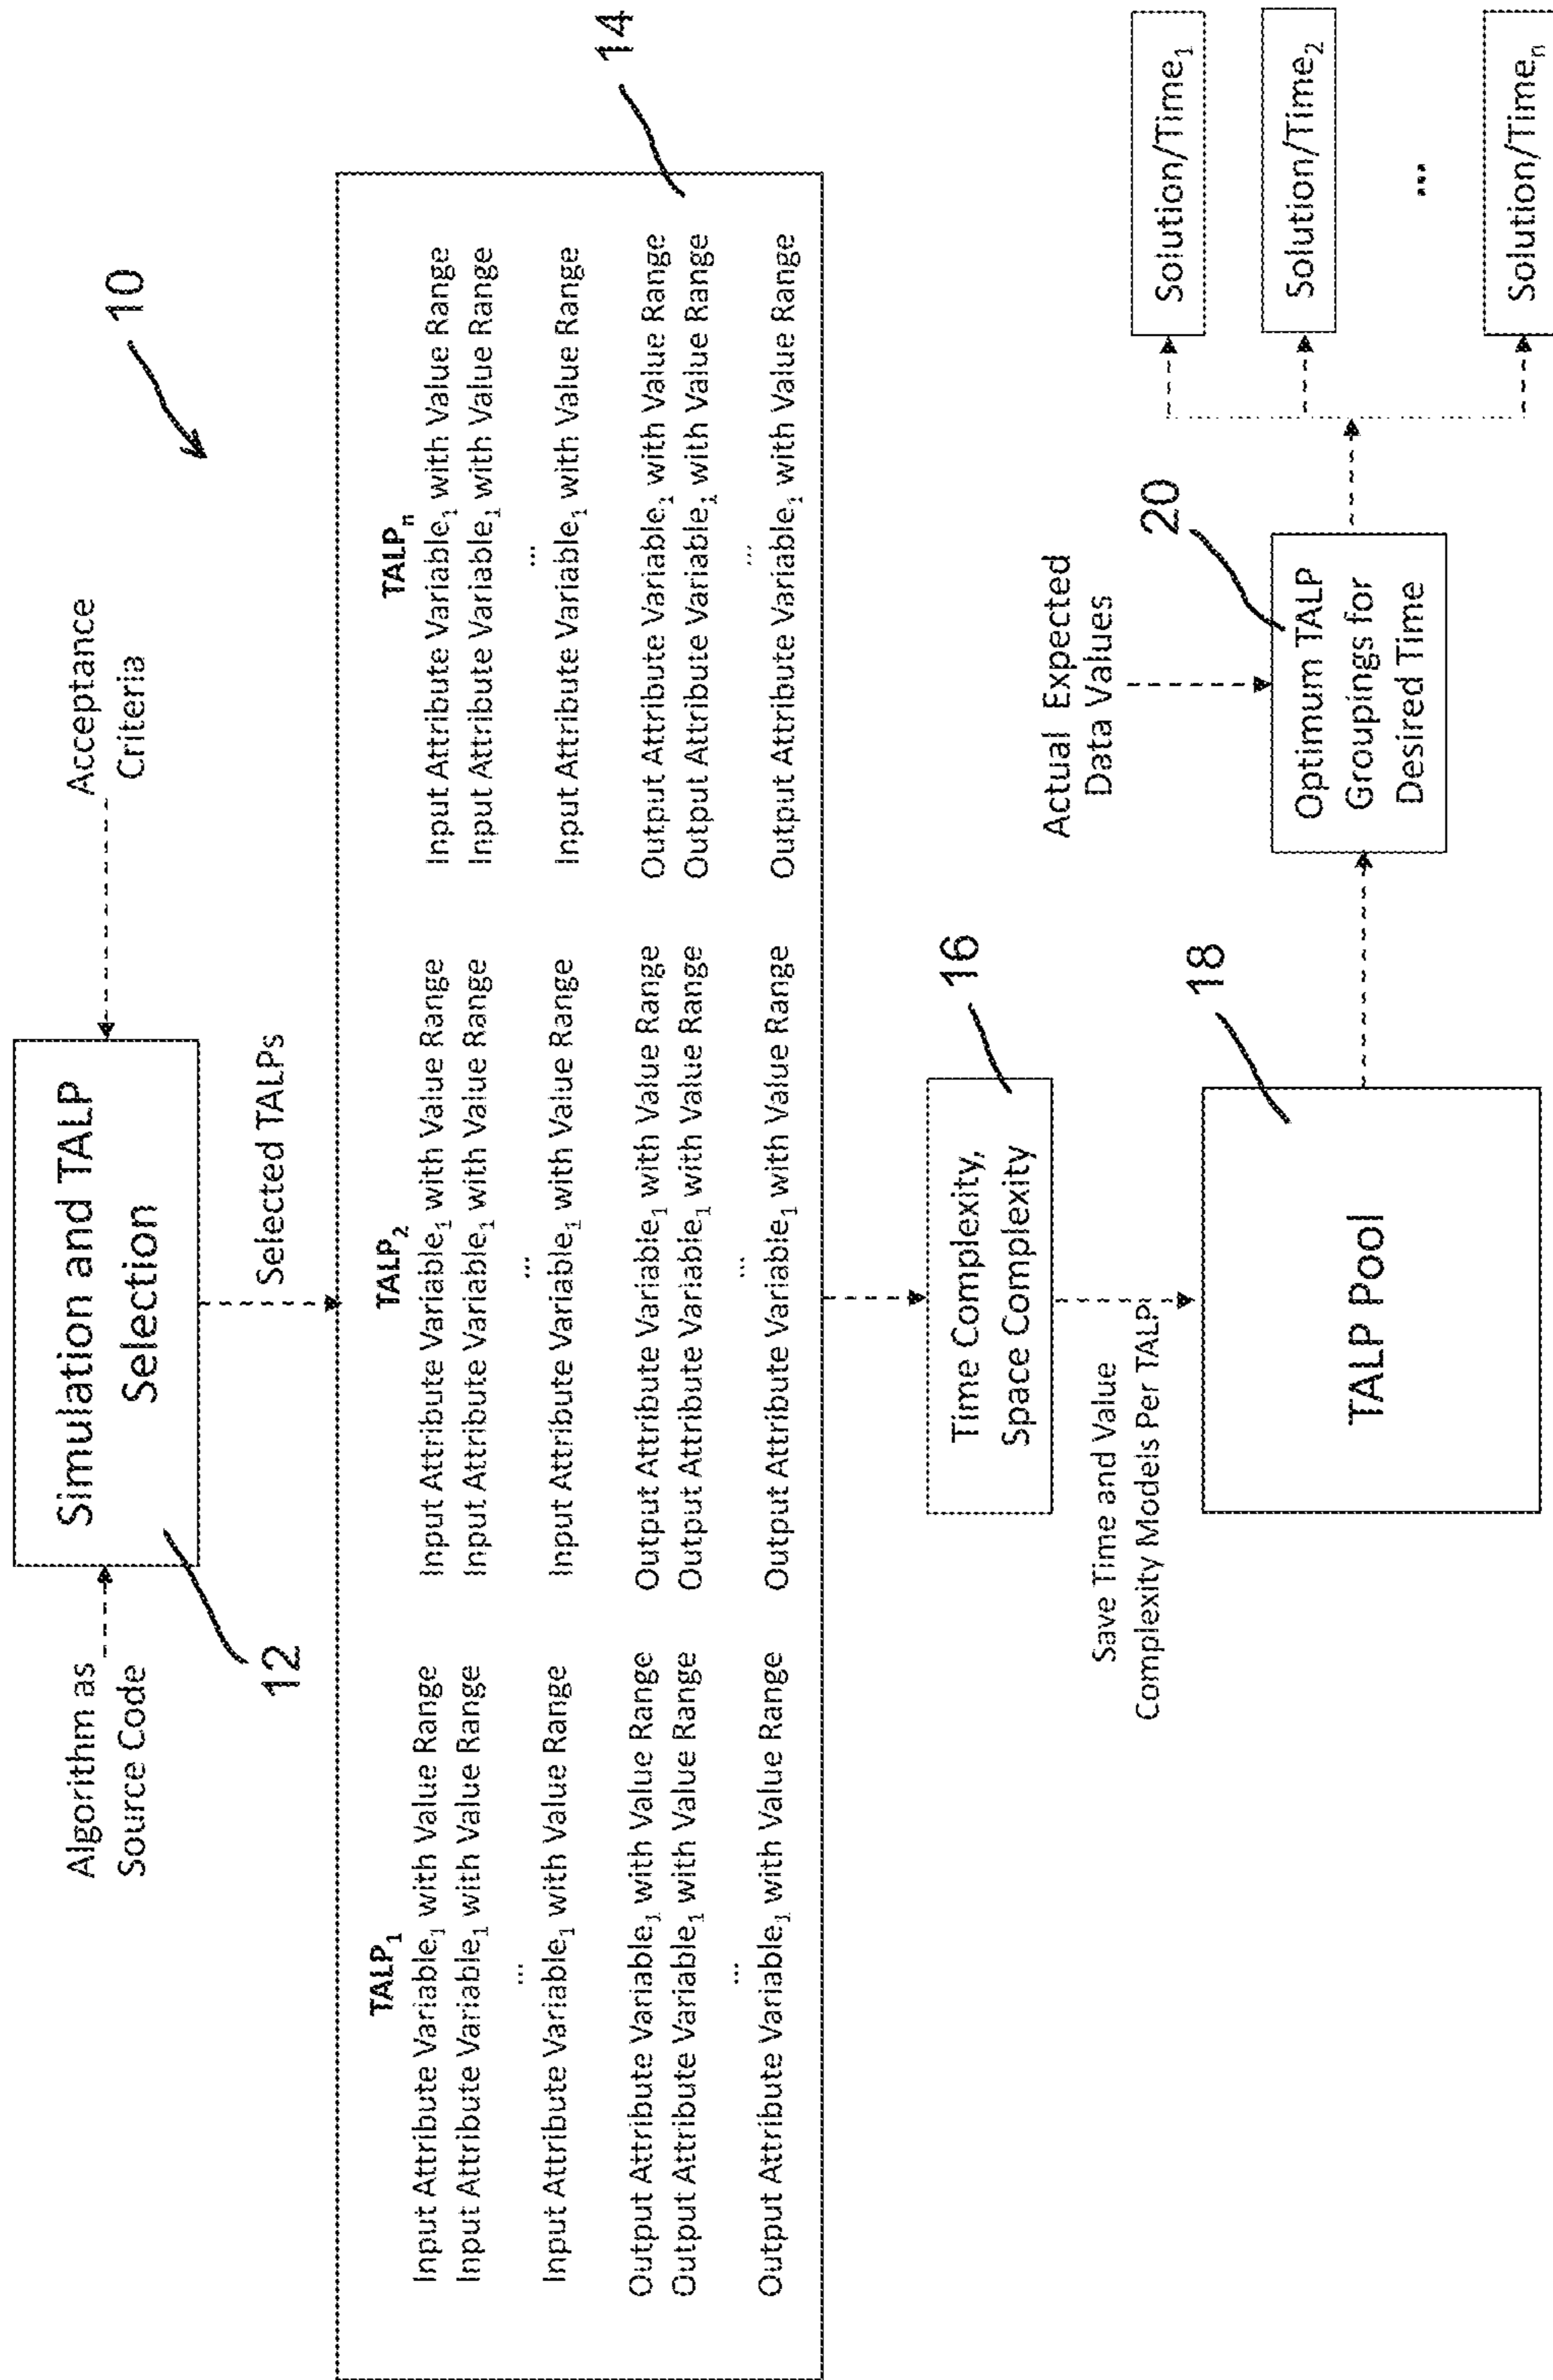 10
Algorithm as
Source Code
Simulation and TALP
Selection
Acceptance
Criteria
12
Selected TALPs
14
TALP₁
Input Attribute Variable₁ with Value Range
Input Attribute Variable₁ with Value Range
...
Input Attribute Variable₁ with Value Range
Output Attribute Variable₁ with Value Range
Output Attribute Variable₁ with Value Range
...
Output Attribute Variable₁ with Value Range
TALP₂
Input Attribute Variable₁ with Value Range
Input Attribute Variable₁ with Value Range
...
Input Attribute Variable₁ with Value Range
Output Attribute Variable₁ with Value Range
Output Attribute Variable₁ with Value Range
...
Output Attribute Variable₁ with Value Range
TALPₙ
Input Attribute Variable₁ with Value Range
Input Attribute Variable₁ with Value Range
...
Input Attribute Variable₁ with Value Range
Output Attribute Variable₁ with Value Range
Output Attribute Variable₁ with Value Range
...
Output Attribute Variable₁ with Value Range
Time Complexity,
Space Complexity
16
Save Time and Value
Complexity Models Per TALP
TALP Pool
18
Actual Expected
Data Values
20
Optimum TALP
Groupings for
Desired Time
Solution/Time₁
Solution/Time₂
...
Solution/Timeₙ